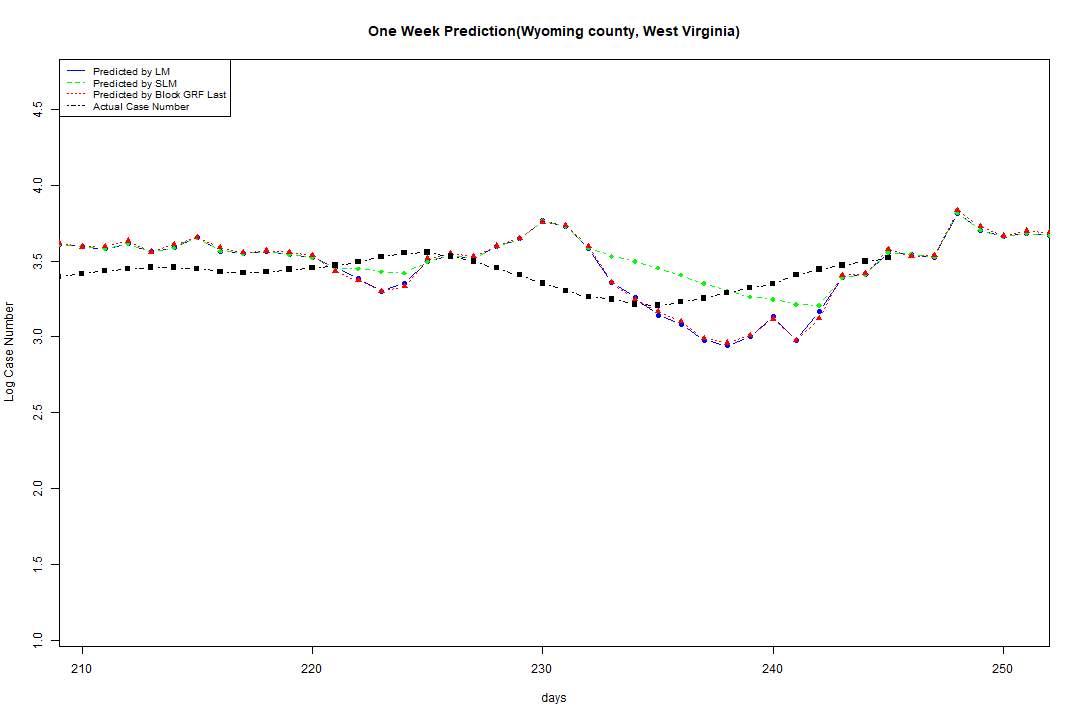 One Week Prediction(Wyoming county, West Virginia)
Predicted by LM
Predicted by SLM
Predicted by Block GRF Last
Actual Case Number
4.5
4.0
3.5
3.0
2.5
2.0
1.5
1.0
Log Case Number
210 220 230 240 250
days